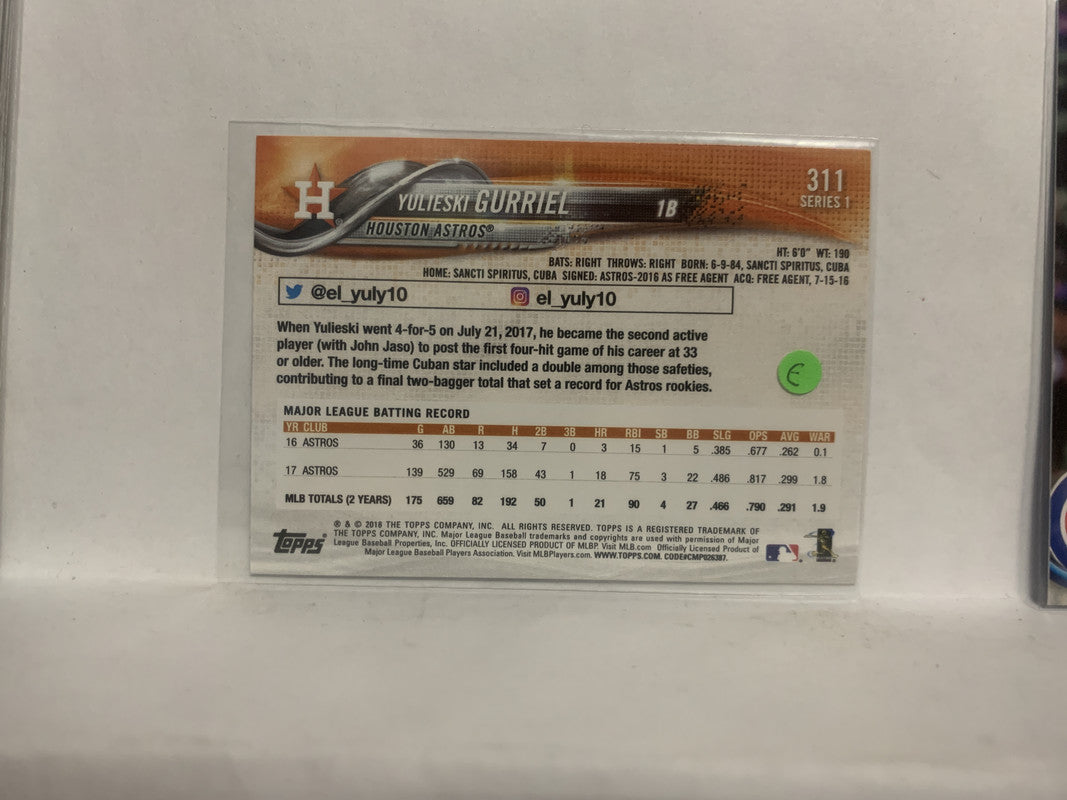 H
YULIESKI GURRIEL 1B
HOUSTON ASTROS®
311
SERIES 1
HT: 6'0" WT: 190
BATS: RIGHT THROWS: RIGHT BORN: 6-9-84, SANCTI SPIRITUS, CUBA
HOME: SANCTI SPIRITUS, CUBA SIGNED: ASTROS-2016 AS FREE AGENT ACQ: FREE AGENT, 7-15-16
@el_yuly10 el_yuly10
When Yulieski went 4-for-5 on July 21, 2017, he became the second active
player (with John Jaso) to post the first four-hit game of his career at 33
or older. The long-time Cuban star included a double among those safeties,
contributing to a final two-bagger total that set a record for Astros rookies.
E
MAJOR LEAGUE BATTING RECORD
YR CLUB G AB R H 2B 3B HR RBI SB BB SLG OPS AVG WAR
16 ASTROS 36 130 13 34 7 0 3 15 1 5 .385 .677 .262 0.1
17 ASTROS 139 529 69 158 43 1 18 75 3 22 .486 .817 .299 1.8
MLB TOTALS (2 YEARS) 175 659 82 192 50 1 21 90 4 27 .466 .790 .291 1.9
Topps
® & © 2018 THE TOPPS COMPANY, INC. ALL RIGHTS RESERVED. TOPPS IS A REGISTERED TRADEMARK OF
THE TOPPS COMPANY, INC. Major League Baseball trademarks and copyrights are used with permission of Major
League Baseball Properties, Inc. OFFICIALLY LICENSED PRODUCT OF MLBP. Visit MLB.com Officially Licensed Product of
Major League Baseball Players Association. Visit MLBPlayers.com. WWW.TOPPS.COM. CODE#CMP026387.